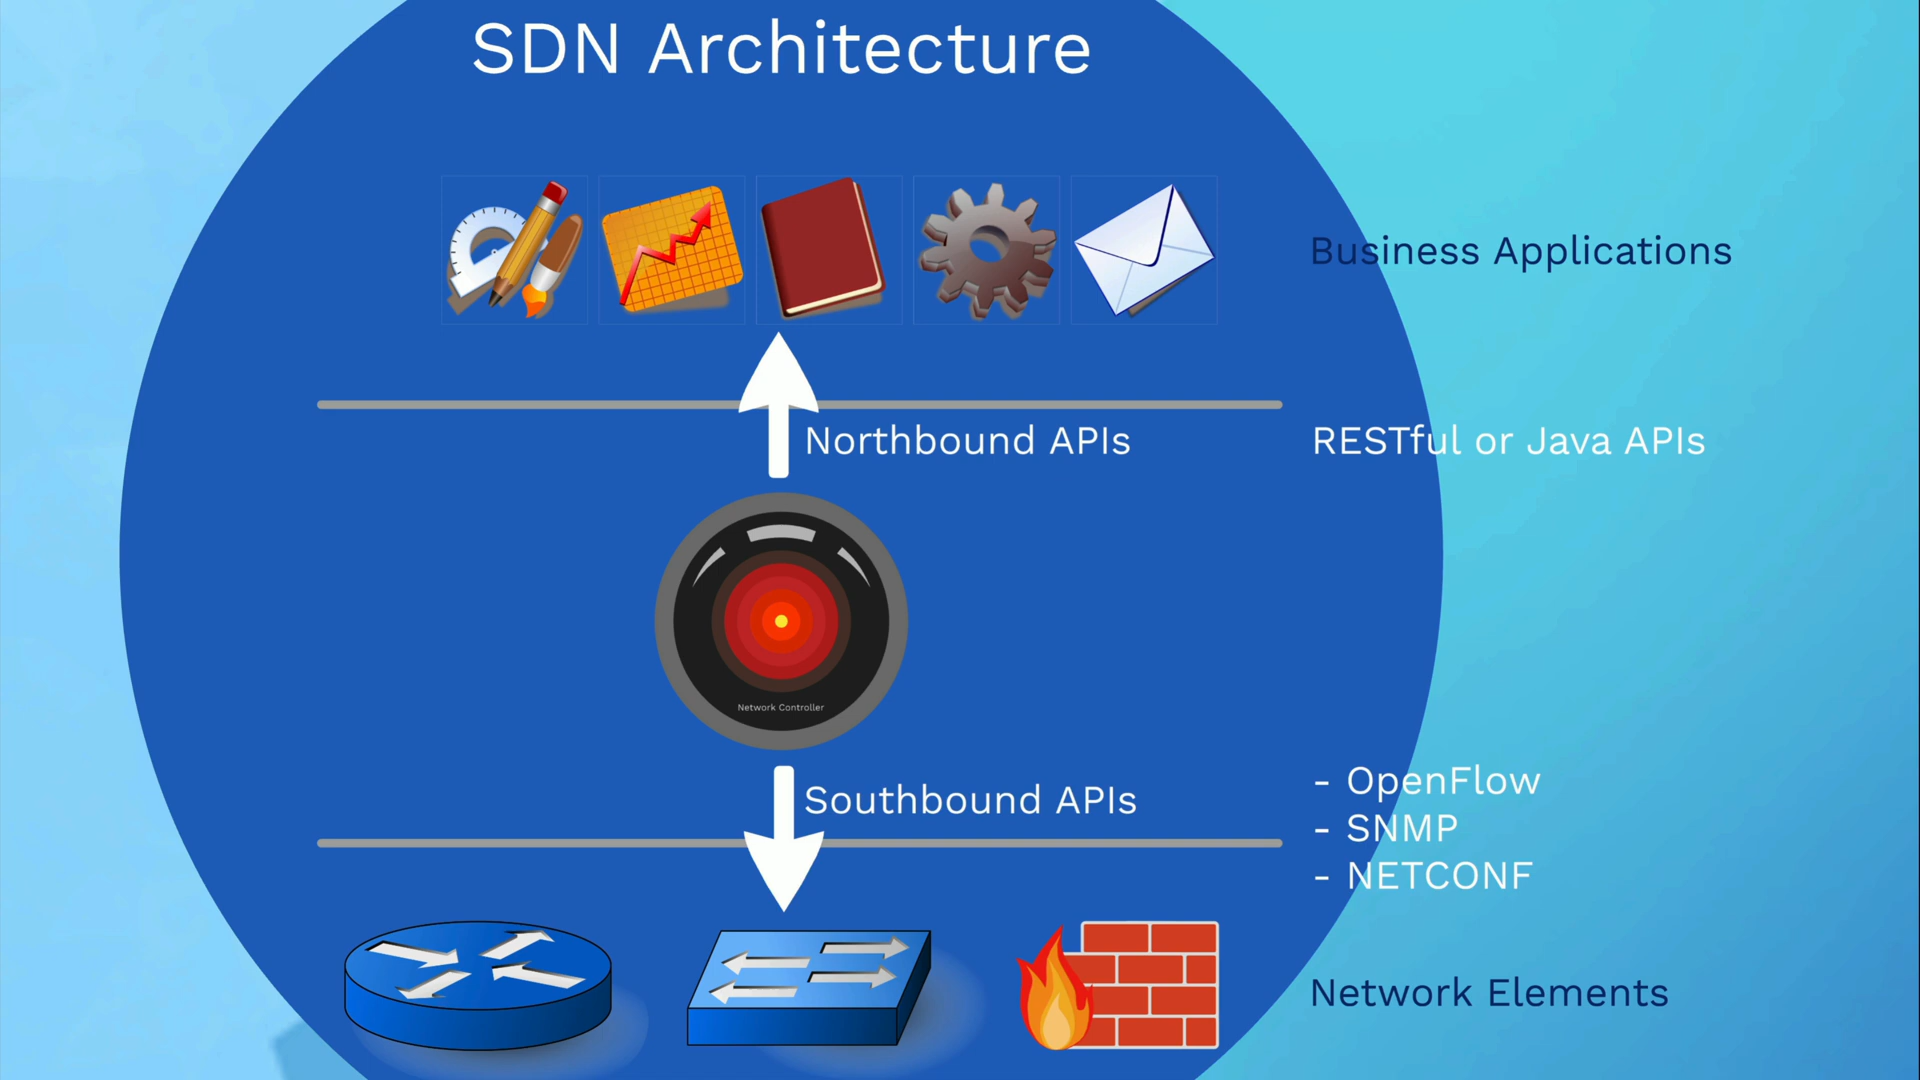 SDN Architecture
Business Applications
Northbound APIs
RESTful or Java APIs
Network Controller
Southbound APIs
- OpenFlow
- SNMP
- NETCONF
Network Elements